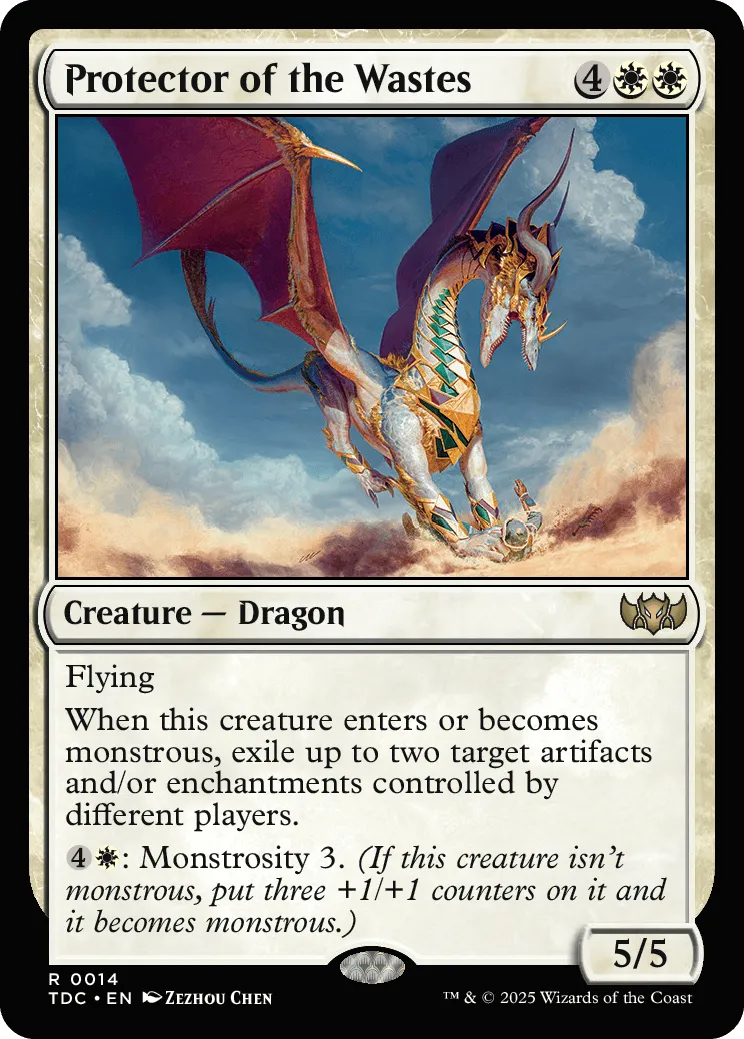 Protector of the Wastes 4
Creature — Dragon
Flying
When this creature enters or becomes
monstrous, exile up to two target artifacts
and/or enchantments controlled by
different players.
4: Monstrosity 3. (If this creature isn't
monstrous, put three +1/+1 counters on it and
it becomes monstrous.)
5/5
R 0014
TDC • EN Zezhou Chen
™ & © 2025 Wizards of the Coast